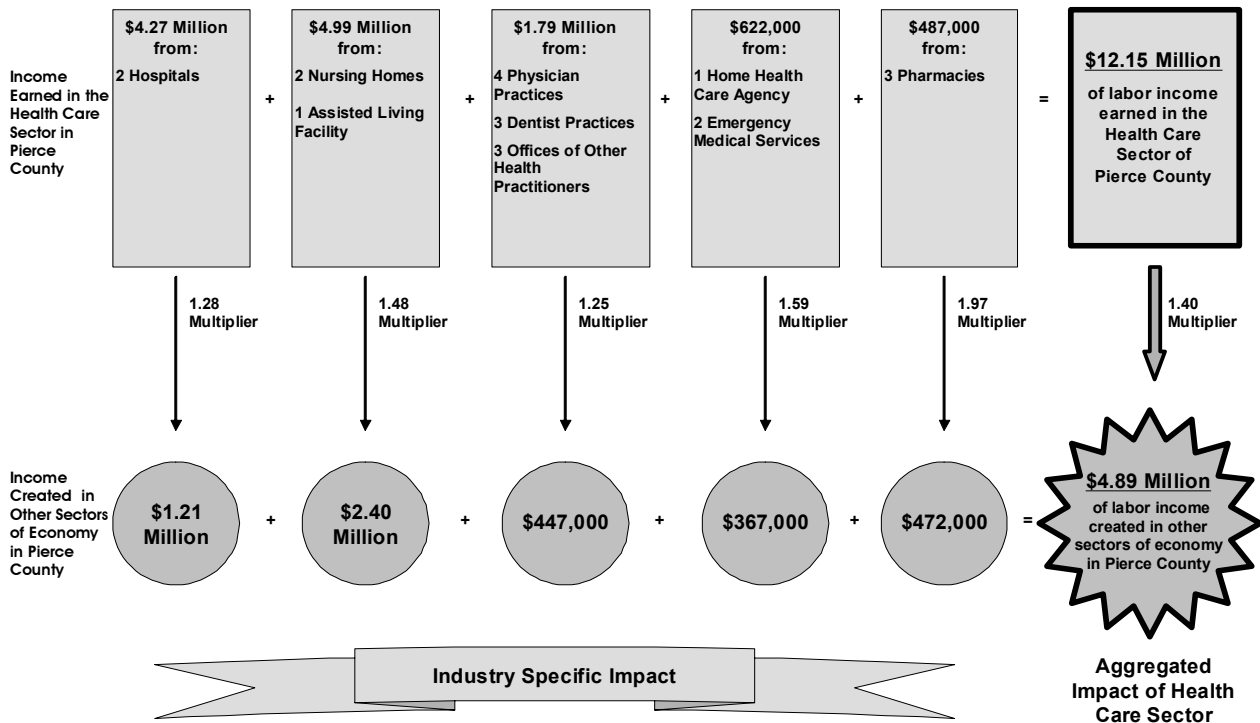 Income
Earned in the
Health Care
Sector in
Pierce
County
$4.27 Million
from:
2 Hospitals
+
$4.99 Million
from:
2 Nursing Homes
1 Assisted Living
Facility
+
$1.79 Million
from:
4 Physician
Practices
3 Dentist Practices
3 Offices of Other
Health
Practitioners
+
$622,000
from:
1 Home Health
Care Agency
2 Emergency
Medical Services
+
$487,000
from:
3 Pharmacies
=
$12.15 Million
of labor income
earned in the
Health Care
Sector of
Pierce County
1.28
Multiplier
1.48
Multiplier
1.25
Multiplier
1.59
Multiplier
1.97
Multiplier
1.40
Multiplier
Income
Created in
Other Sectors
of Economy
in Pierce
County
$1.21
Million
+
$2.40
Million
+
$447,000
+
$367,000
+
$472,000
=
$4.89 Million
of labor income
created in other
sectors of economy
in Pierce County
Industry Specific Impact
Aggregated
Impact of Health
Care Sector